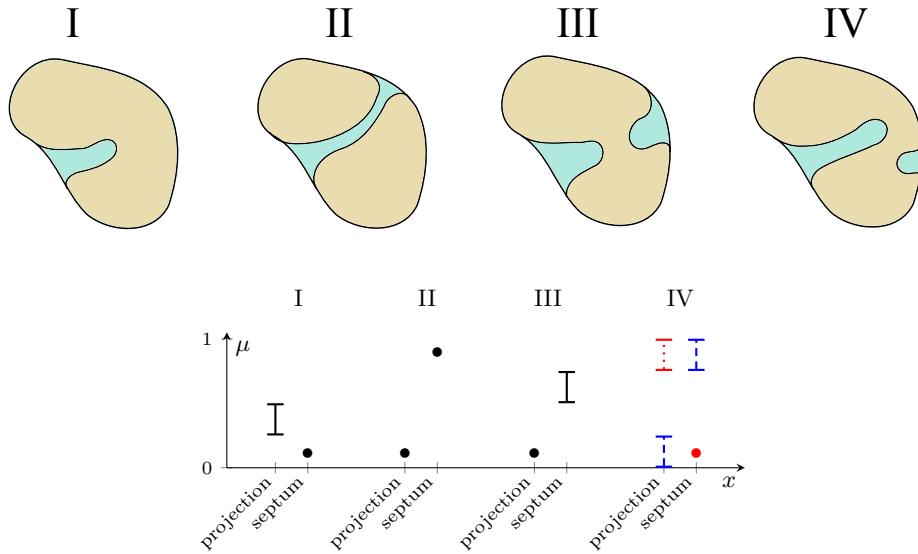 I II III IV
I II III IV
1 μ
0
x
projection septum projection septum projection septum projection septum